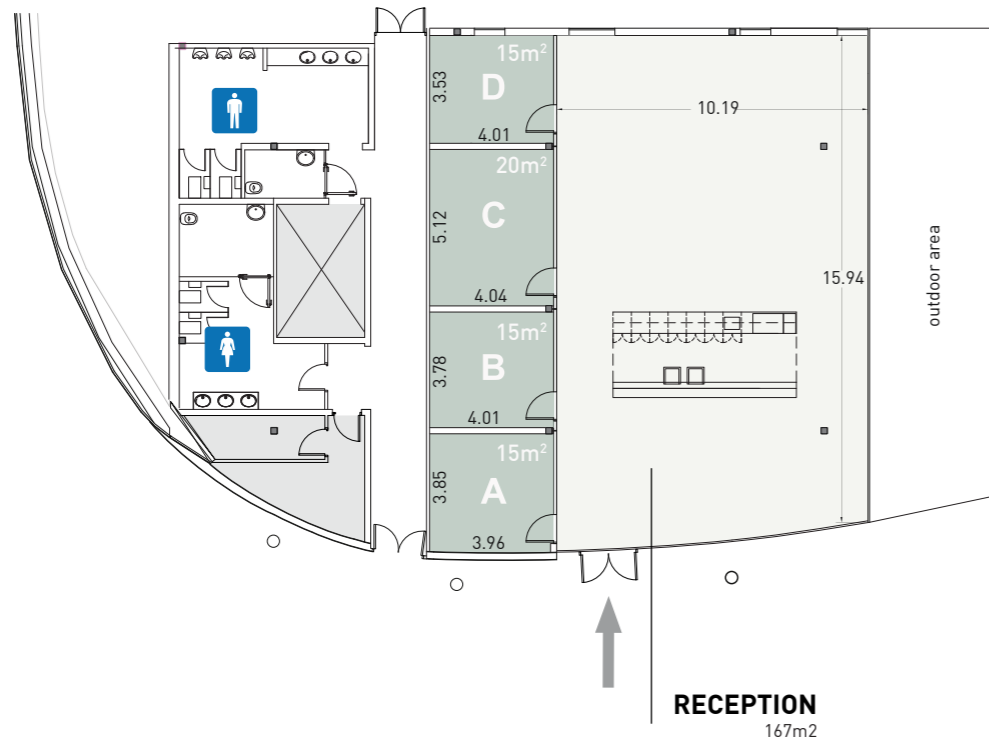 15m²
D
3.53
4.01
10.19
20m²
C
5.12
4.04
15.94
outdoor area
15m²
B
3.78
4.01
15m²
A
3.85
3.96
RECEPTION
167m2